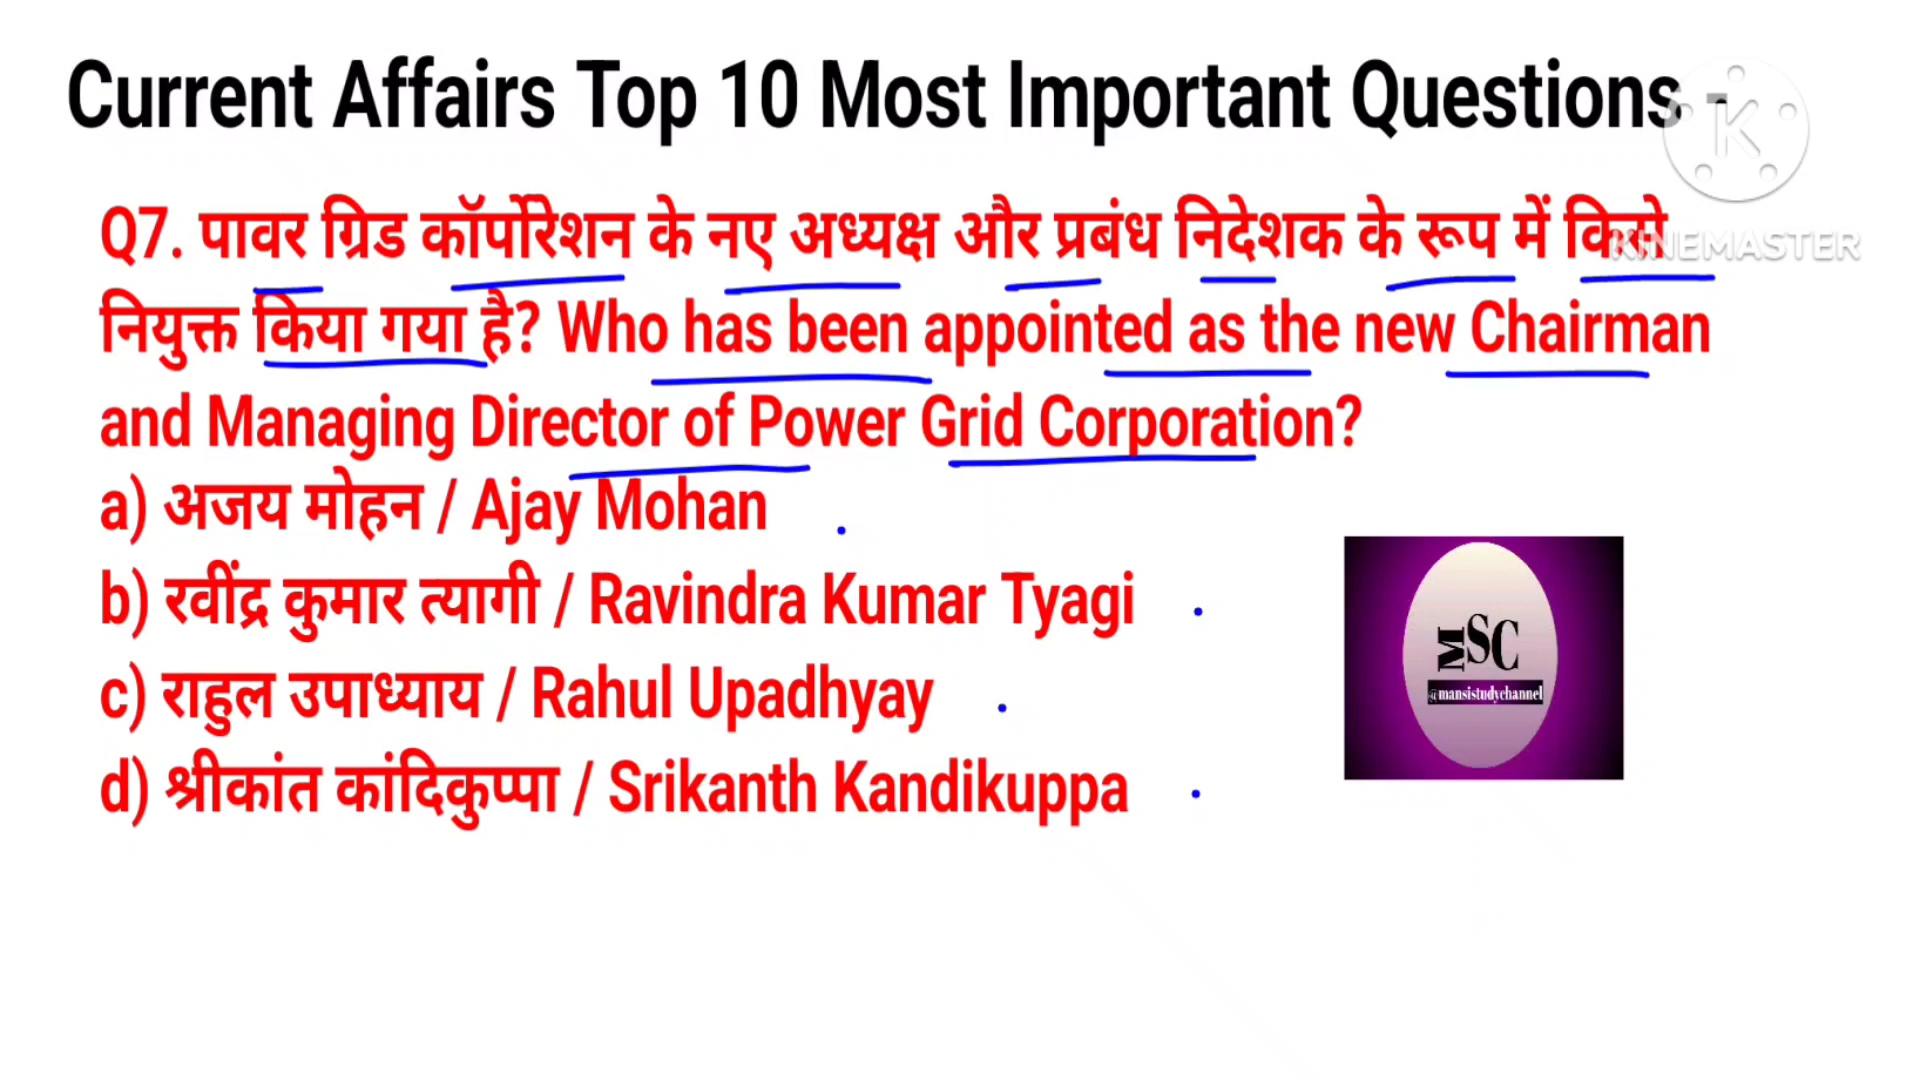 Current Affairs Top 10 Most Important Questions -
Q7. पावर ग्रिड कॉर्पोरेशन के नए अध्यक्ष और प्रबंध निदेशक के रूप में किसे
KINEMASTER
नियुक्त किया गया है? Who has been appointed as the new Chairman
and Managing Director of Power Grid Corporation?
a) अजय मोहन / Ajay Mohan
b) रवींद्र कुमार त्यागी / Ravindra Kumar Tyagi
c) राहुल उपाध्याय / Rahul Upadhyay
d) श्रीकांत कांदिकुप्पा / Srikanth Kandikuppa
K
MSC
@mansistudychannel